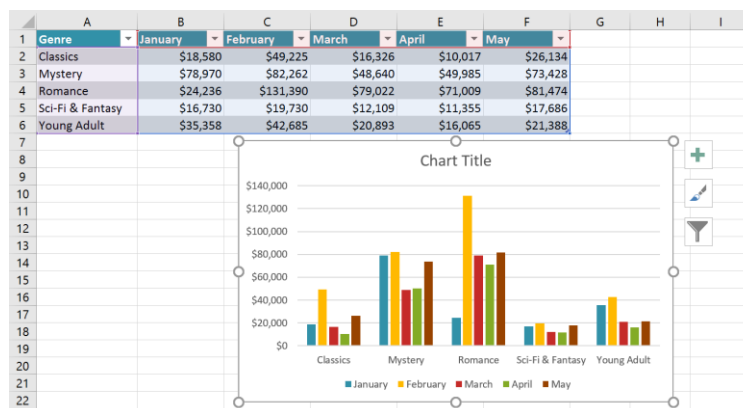 A B C D E F G H I
1 Genre January February March April May
2 Classics $18,580 $49,225 $16,326 $10,017 $26,134
3 Mystery $78,970 $82,262 $48,640 $49,985 $73,428
4 Romance $24,236 $131,390 $79,022 $71,009 $81,474
5 Sci-Fi & Fantasy $16,730 $19,730 $12,109 $11,355 $17,686
6 Young Adult $35,358 $42,685 $20,893 $16,065 $21,388
7
8
9
10
11
12
13
14
15
16
17
18
19
20
21
22
Chart Title
$140,000
$120,000
$100,000
$80,000
$60,000
$40,000
$20,000
$0
Classics Mystery Romance Sci-Fi & Fantasy Young Adult
January February March April May